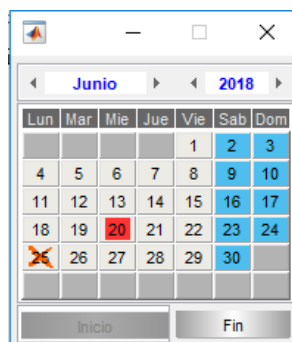 Junio 2018
Lun Mar Mie Jue Vie Sab Dom
1 2 3
4 5 6 7 8 9 10
11 12 13 14 15 16 17
18 19 20 21 22 23 24
25 26 27 28 29 30
Inicio Fin